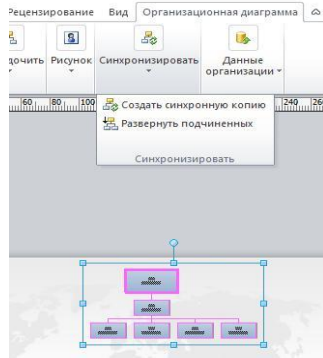 Рецензирование Вид Организационная диаграмма
дочить Рисунок Синхронизировать Данные организации
60 80 100 240 26
Создать синхронную копию
Развернуть подчиненных
Синхронизировать